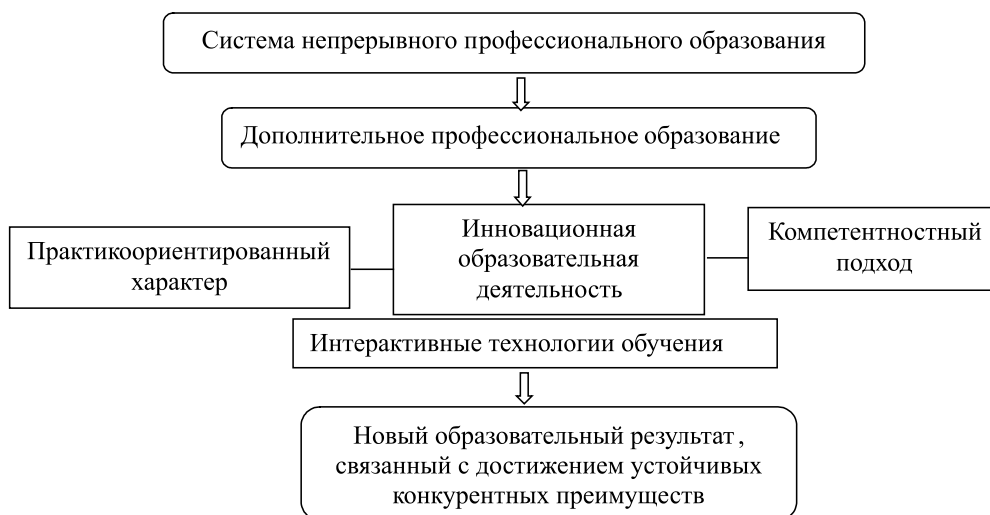 Система непрерывного профессионального образования
Дополнительное профессиональное образование
Практикоориентированный
характер
Инновационная
образовательная
деятельность
Компетентностный
подход
Интерактивные технологии обучения
Новый образовательный результат ,
связанный с достижением устойчивых
конкурентных преимуществ